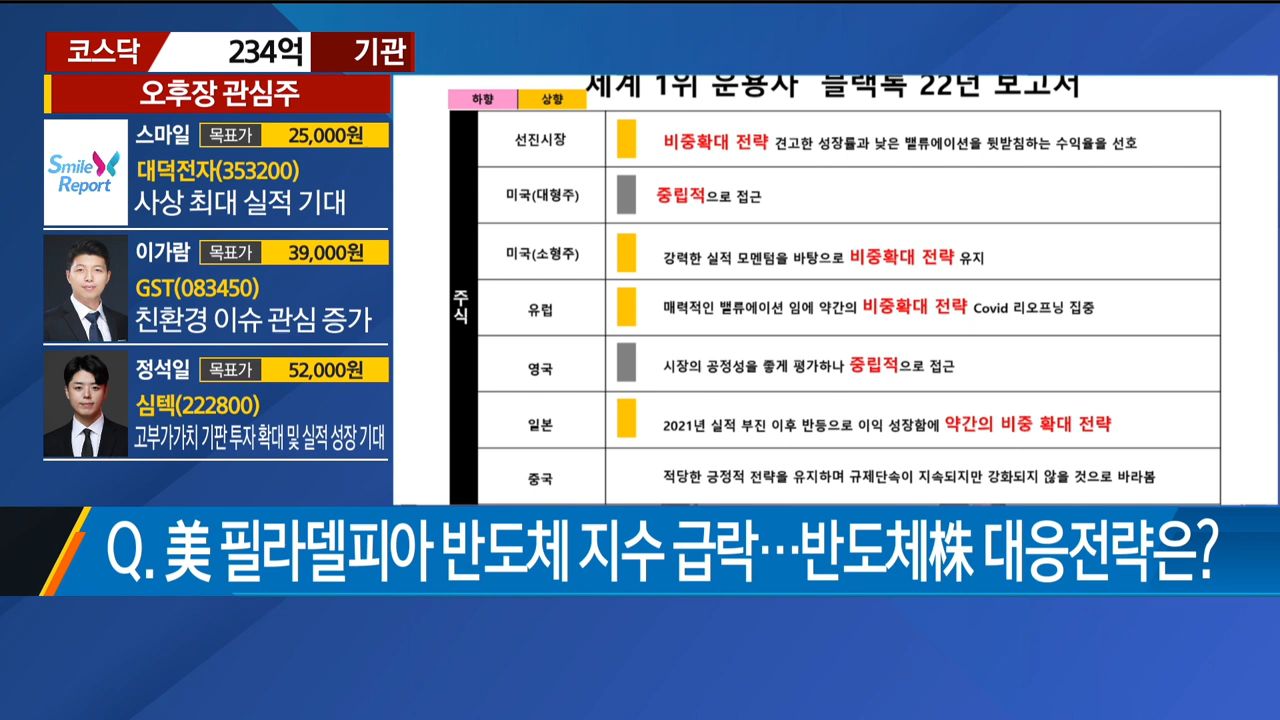 코스닥 234억 기관
오후장 관심주
Smile
Report
스마일 목표가 25,000원
대덕전자(353200)
사상 최대 실적 기대
이가람 목표가 39,000원
GST(083450)
친환경 이슈 관심 증가
정석일 목표가 52,000원
심텍(222800)
고부가가치 기판 투자 확대 및 실적 성장 기대
세계 1위 운용사 블랙록 22년 보고서
하향 상향
주식
선진시장 비중확대 전략 견고한 성장률과 낮은 밸류에이션을 뒷받침하는 수익율을 선호
미국(대형주) 중립적으로 접근
미국(소형주) 강력한 실적 모멘텀을 바탕으로 비중확대 전략 유지
유럽 매력적인 밸류에이션 임에 약간의 비중확대 전략 Covid 리오프닝 집중
영국 시장의 공정성을 좋게 평가하나 중립적으로 접근
일본 2021년 실적 부진 이후 반등으로 이익 성장함에 약간의 비중 확대 전략
중국 적당한 긍정적 전략을 유지하며 규제단속이 지속되지만 강화되지 않을 것으로 바라봄
Q. 美 필라델피아 반도체 지수 급락…반도체株 대응전략은?